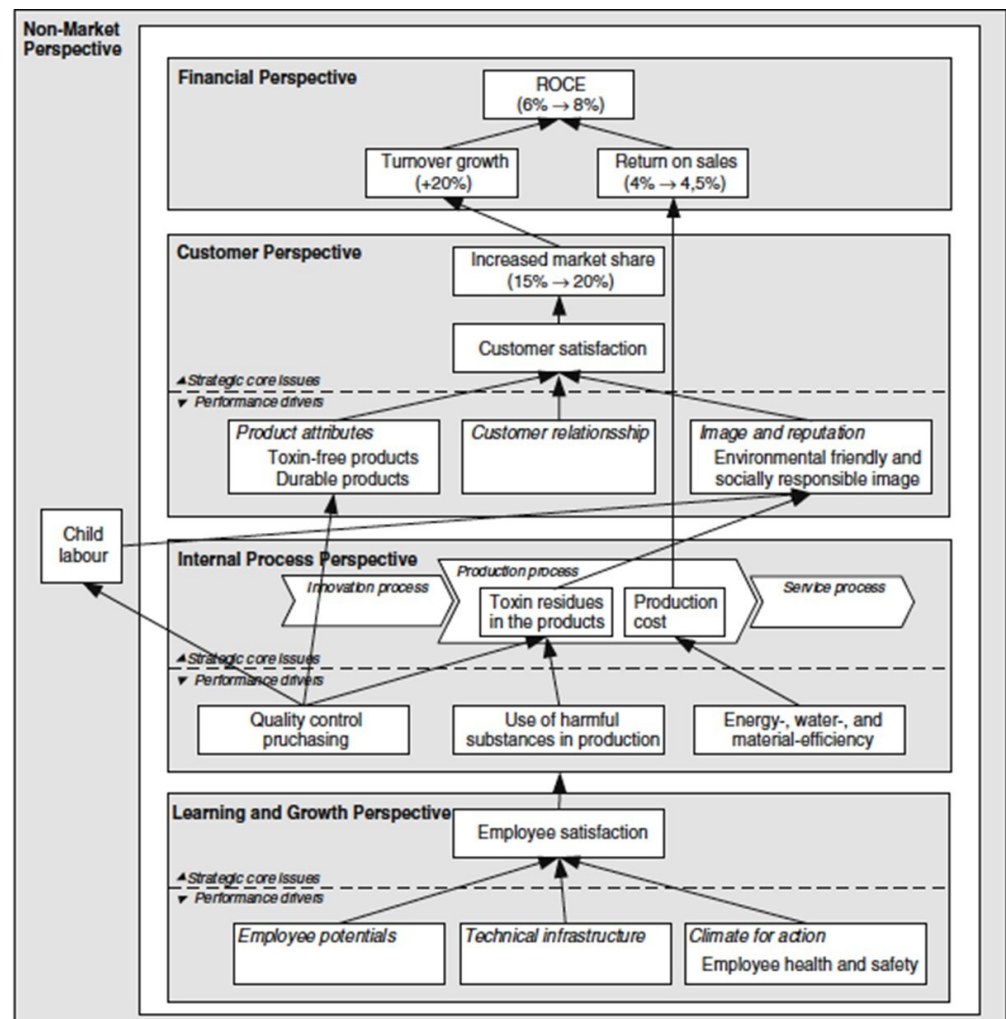 Non-Market
Perspective
Financial Perspective
ROCE
(6% → 8%)
Turnover growth
(+20%)
Return on sales
(4% → 4,5%)
Customer Perspective
Increased market share
(15% → 20%)
Customer satisfaction
Strategic core issues
Performance drivers
Product attributes
Toxin-free products
Durable products
Customer relationsship
Image and reputation
Environmental friendly and
socially responsible image
Child
labour
Internal Process Perspective
Innovation process
Production process
Service process
Toxin residues
in the products
Production
cost
Strategic core issues
Performance drivers
Quality control
pruchasing
Use of harmful
substances in production
Energy-, water-, and
material-efficiency
Learning and Growth Perspective
Employee satisfaction
Strategic core issues
Performance drivers
Employee potentials
Technical infrastructure
Climate for action
Employee health and safety